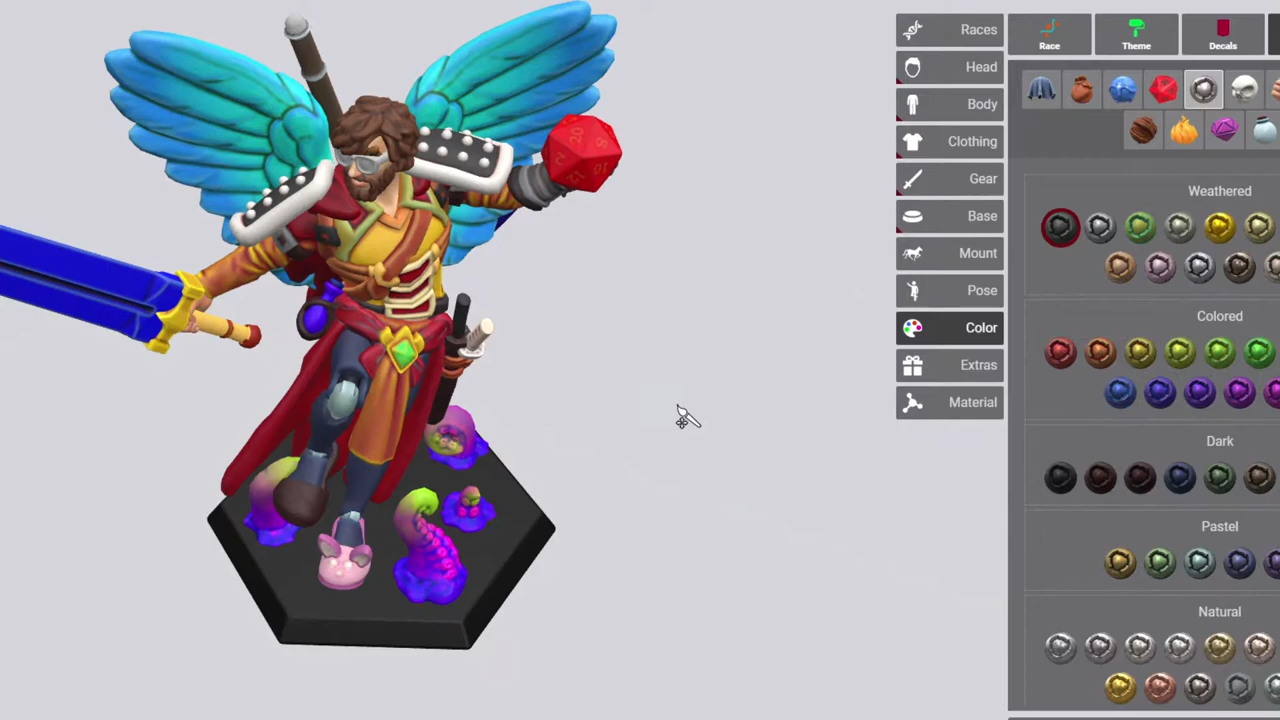 Races
Head
Body
Clothing
Gear
Base
Mount
Pose
Color
Extras
Material
Race
Theme
Decals
Weathered
Colored
Dark
Pastel
Natural
20